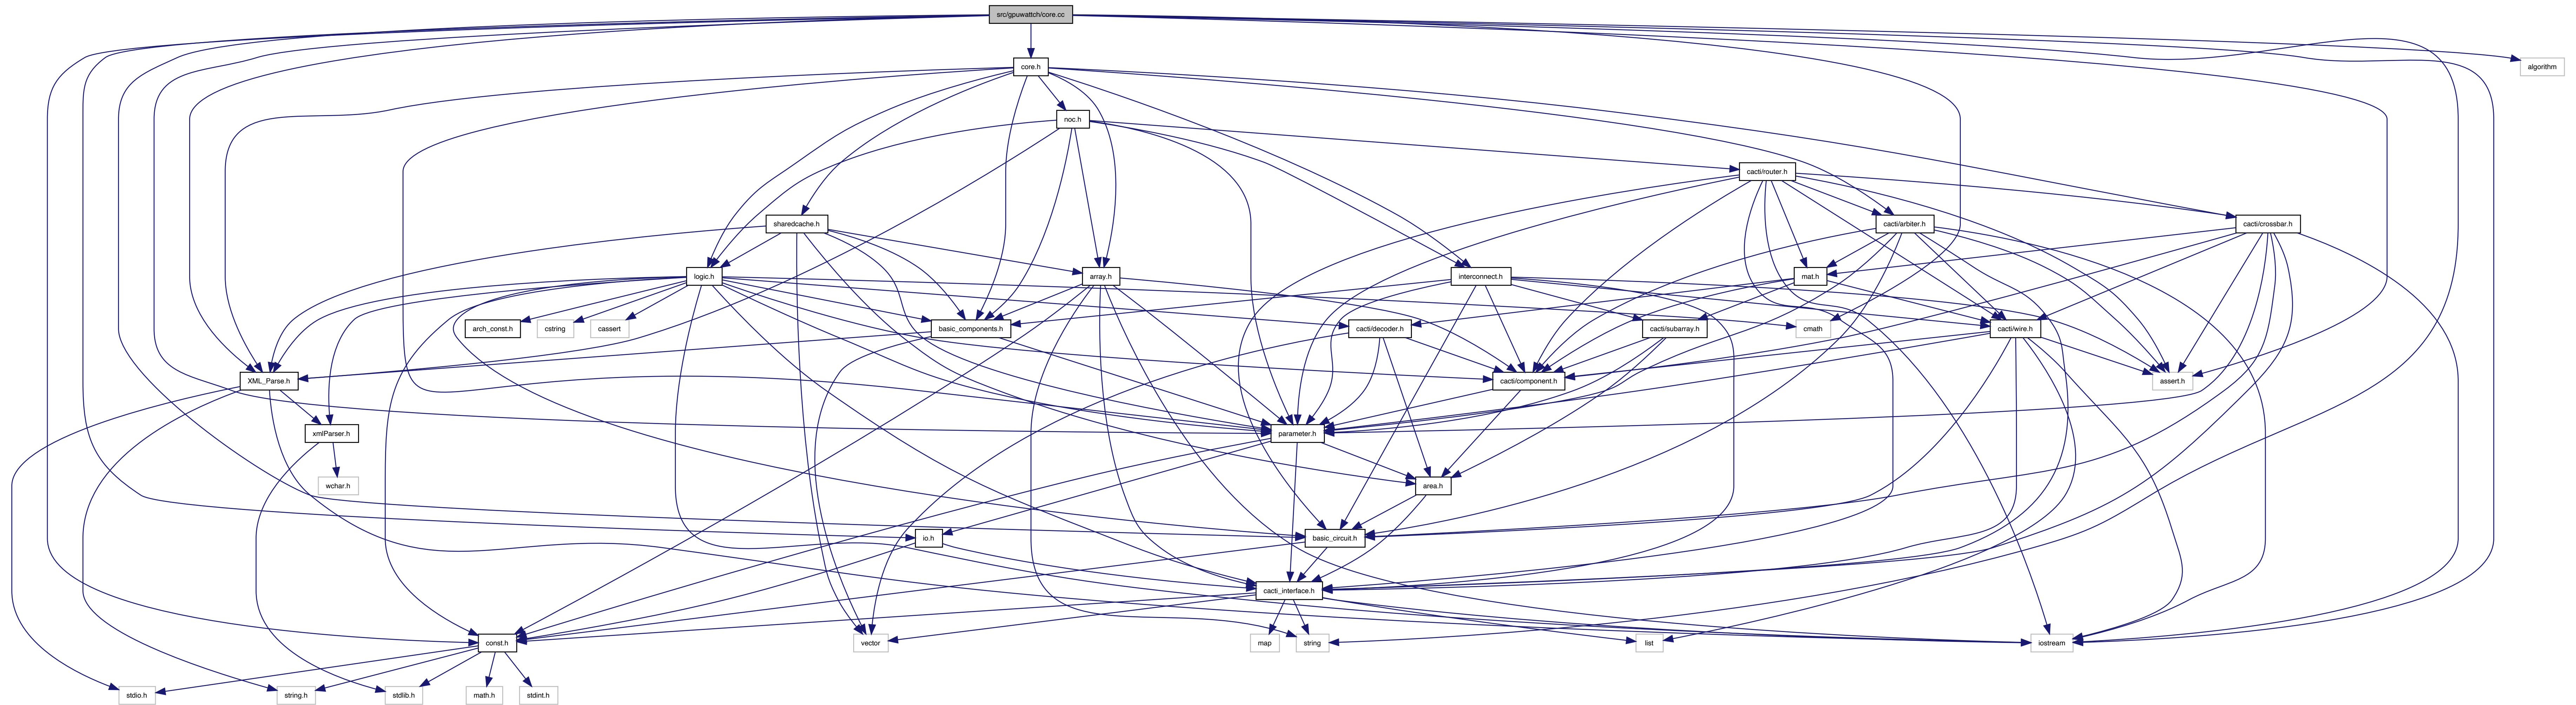 src/gpuwattch/core.cc
core.h
algorithm
noc.h
cacti/router.h
sharedcache.h
cacti/arbiter.h
cacti/crossbar.h
logic.h
array.h
interconnect.h
mat.h
arch_const.h
cstring
cassert
basic_components.h
cacti/decoder.h
cacti/subarray.h
cmath
cacti/wire.h
XML_Parse.h
cacti/component.h
assert.h
xmlParser.h
parameter.h
wchar.h
area.h
io.h
basic_circuit.h
cacti_interface.h
const.h
vector
map
string
list
iostream
stdio.h
string.h
stdlib.h
math.h
stdint.h